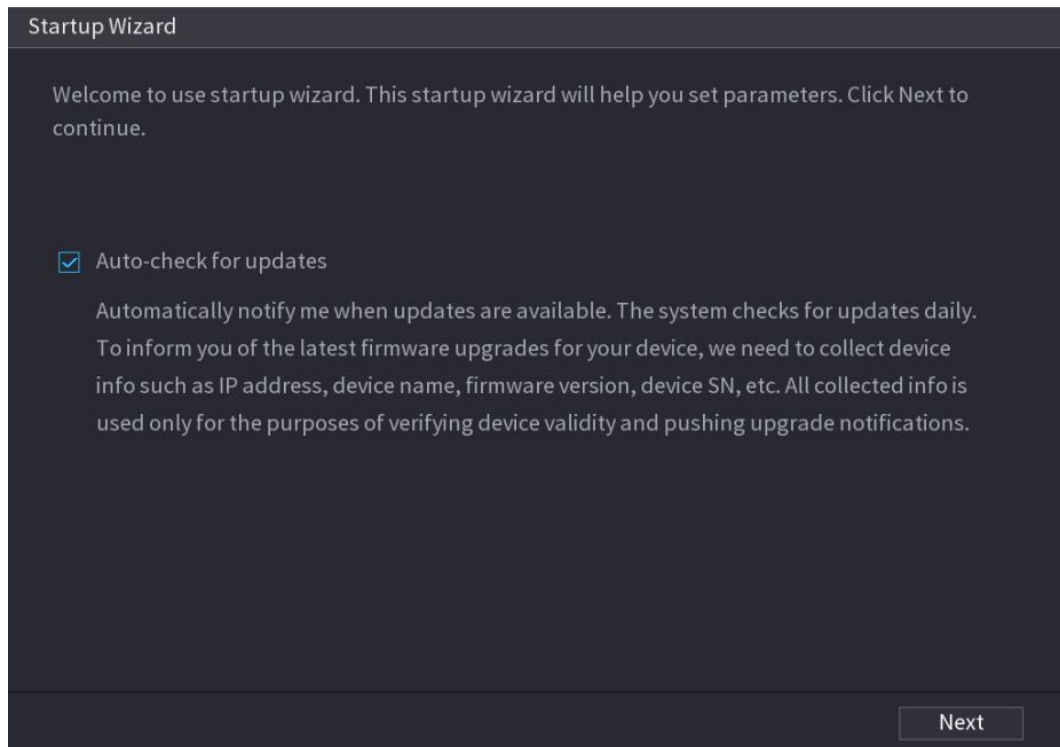 Startup Wizard
Welcome to use startup wizard. This startup wizard will help you set parameters. Click Next to
continue.
Auto-check for updates
Automatically notify me when updates are available. The system checks for updates daily.
To inform you of the latest firmware upgrades for your device, we need to collect device
info such as IP address, device name, firmware version, device SN, etc. All collected info is
used only for the purposes of verifying device validity and pushing upgrade notifications.
Next